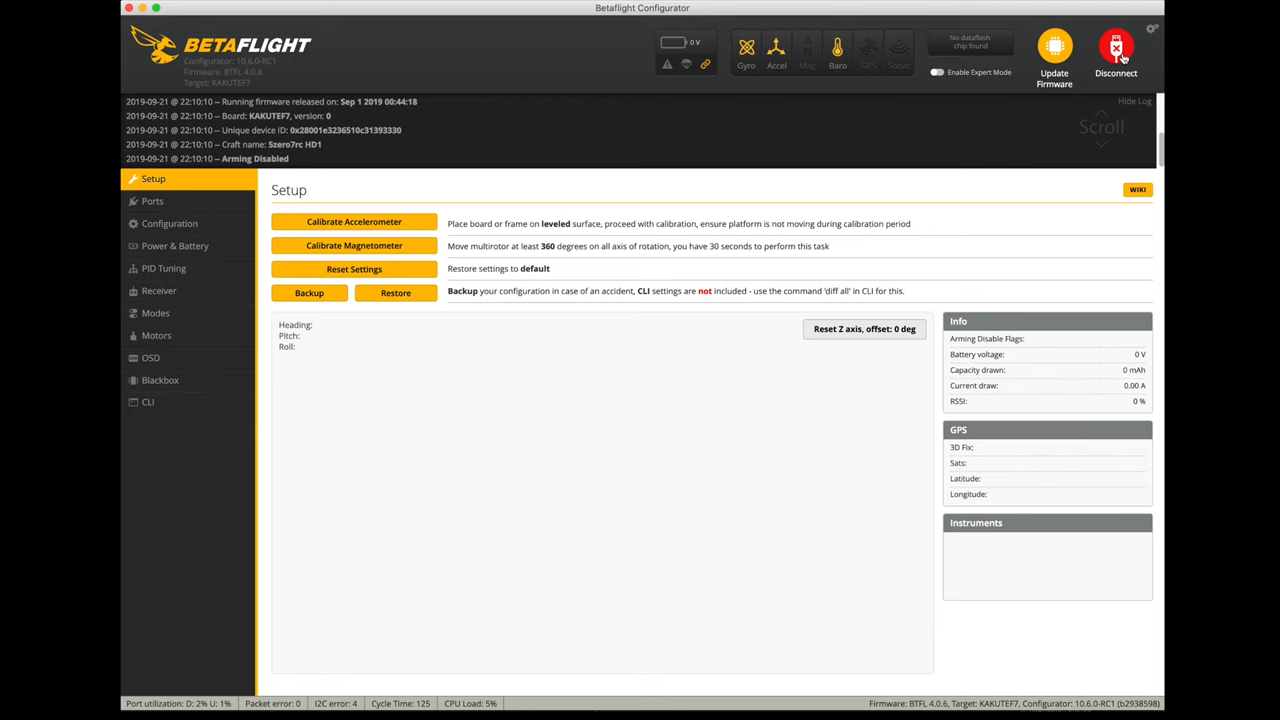 Betaflight Configurator
BETAFLIGHT
Configurator: 10.6.0-RC1
Firmware: BTFL 4.0.6
Target: KAKUTEF7
0 V
Gyro
Accel
Mag
Baro
GPS
Sonar
No dataflash
chip found
Enable Expert Mode
Update
Firmware
Disconnect
Hide Log
Scroll
2019-09-21 @ 22:10:10 -- Running firmware released on: Sep 1 2019 00:44:18
2019-09-21 @ 22:10:10 -- Board: KAKUTEF7, version: 0
2019-09-21 @ 22:10:10 -- Unique device ID: 0x28001e3236510c31393330
2019-09-21 @ 22:10:10 -- Craft name: 5zero7rc HD1
2019-09-21 @ 22:10:10 -- Arming Disabled
Setup
Ports
Configuration
Power & Battery
PID Tuning
Receiver
Modes
Motors
OSD
Blackbox
CLI
Setup
WIKI
Calibrate Accelerometer
Place board or frame on leveled surface, proceed with calibration, ensure platform is not moving during calibration period
Calibrate Magnetometer
Move multirotor at least 360 degrees on all axis of rotation, you have 30 seconds to perform this task
Reset Settings
Restore settings to default
Backup
Restore
Backup your configuration in case of an accident, CLI settings are not included - use the command 'diff all' in CLI for this.
Heading:
Pitch:
Roll:
Reset Z axis, offset: 0 deg
Info
Arming Disable Flags:
Battery voltage: 0 V
Capacity drawn: 0 mAh
Current draw: 0.00 A
RSSI: 0 %
GPS
3D Fix:
Sats:
Latitude:
Longitude:
Instruments
Port utilization: D: 2% U: 1%
Packet error: 0
I2C error: 4
Cycle Time: 125
CPU Load: 5%
Firmware: BTFL 4.0.6, Target: KAKUTEF7, Configurator: 10.6.0-RC1 (b2938598)